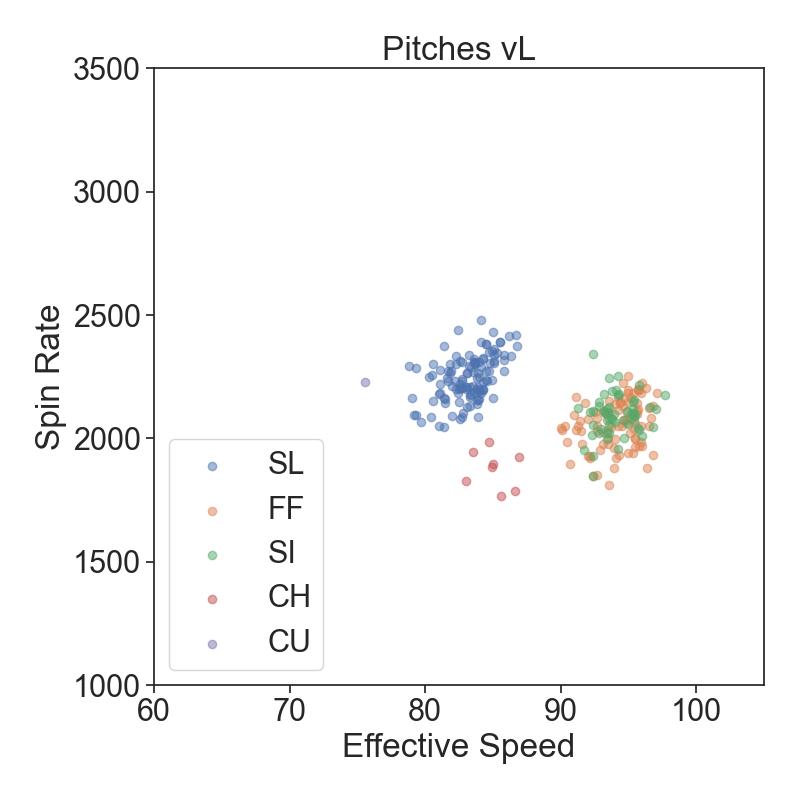 Pitches vL
3500
3000
2500
2000
1500
1000
Spin Rate
SL
FF
SI
CH
CU
60 70 80 90 100
Effective Speed